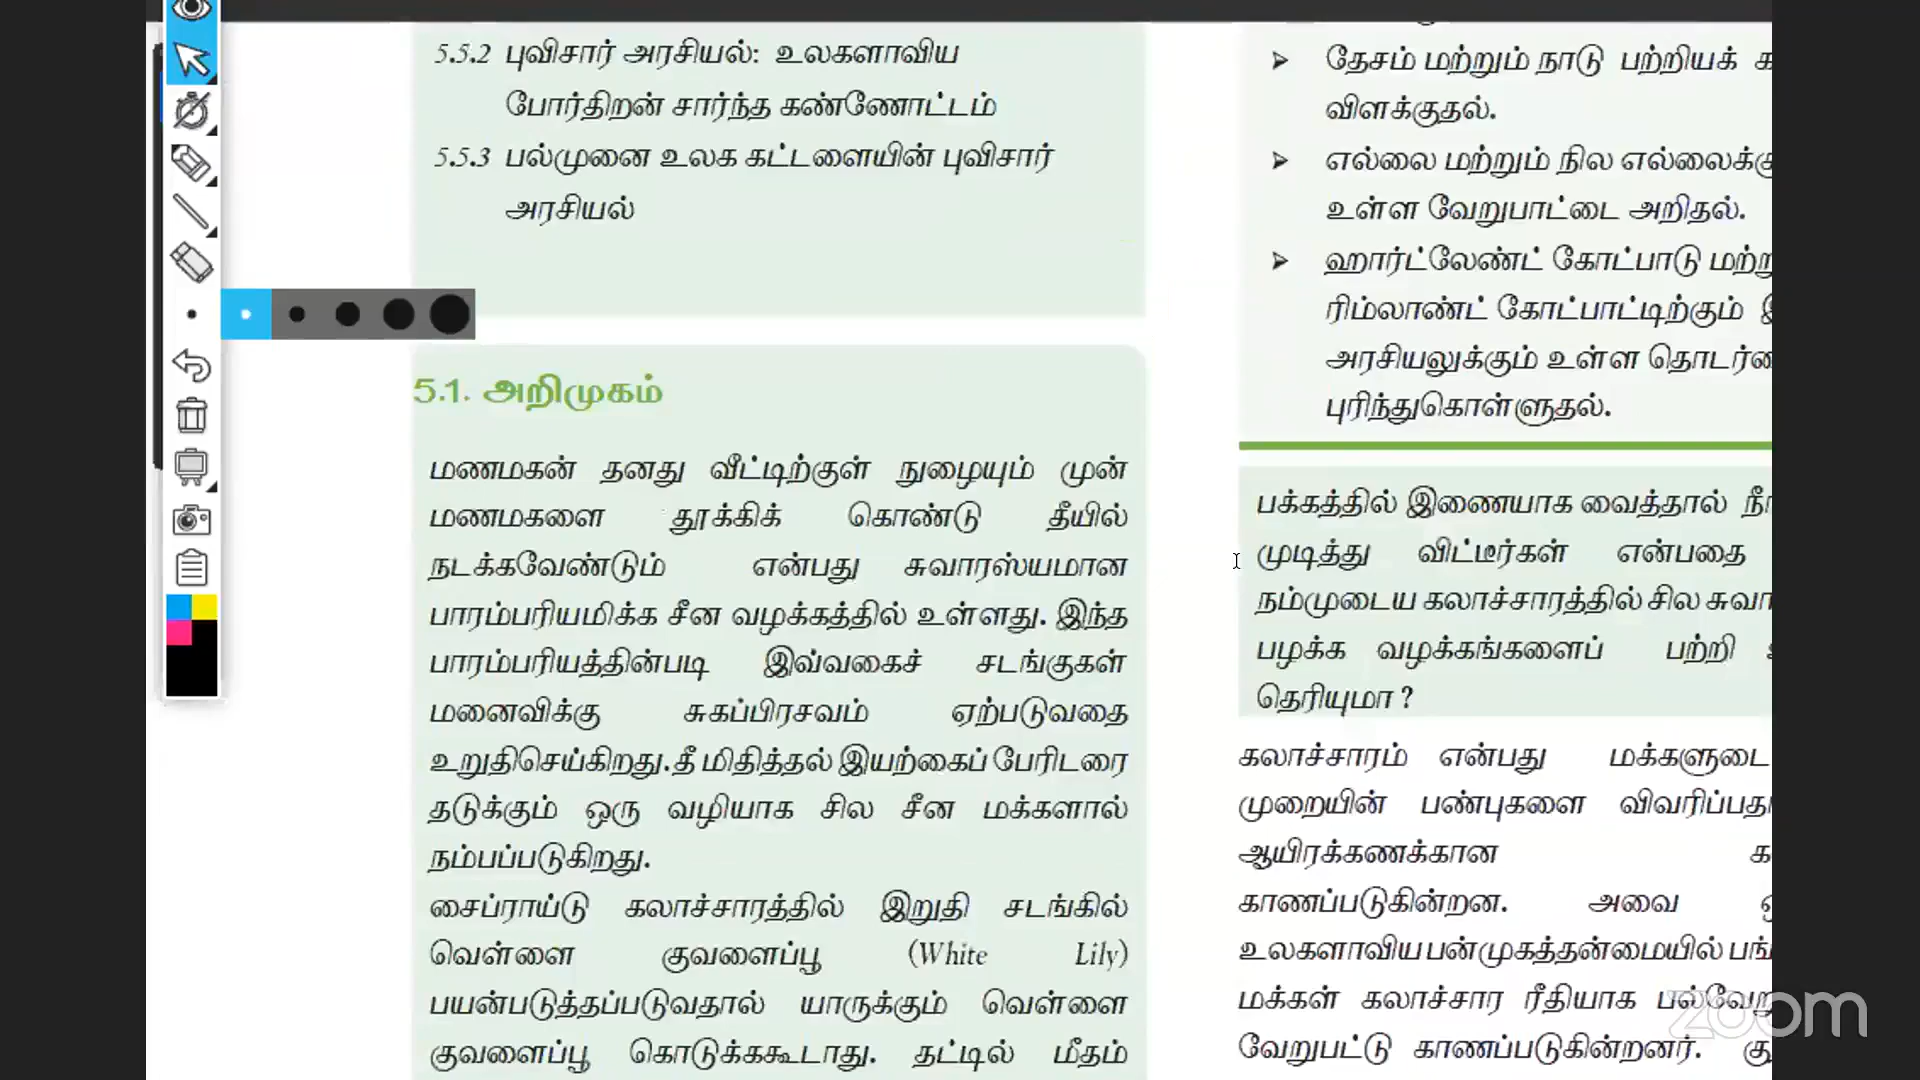 5.5.2 புவிசார் அரசியல்: உலகளாவிய
போர்திறன் சார்ந்த கண்ணோட்டம்
5.5.3 பல்முனை உலக கட்டளையின் புவிசார்
அரசியல்
5.1. அறிமுகம்
மணமகன் தனது வீட்டிற்குள் நுழையும் முன்
மணமகளை தூக்கிக் கொண்டு தீயில்
நடக்கவேண்டும் என்பது சுவாரஸ்யமான
பாரம்பரியமிக்க சீன வழக்கத்தில் உள்ளது. இந்த
பாரம்பரியத்தின்படி இவ்வகைச் சடங்குகள்
மனைவிக்கு சுகப்பிரசவம் ஏற்படுவதை
உறுதிசெய்கிறது. தீ மிதித்தல் இயற்கைப் பேரிடரை
தடுக்கும் ஒரு வழியாக சில சீன மக்களால்
நம்பப்படுகிறது.
சைப்ராய்டு கலாச்சாரத்தில் இறுதி சடங்கில்
வெள்ளை குவளைப்பூ (White Lily)
பயன்படுத்தப்படுவதால் யாருக்கும் வெள்ளை
குவளைப்பூ கொடுக்ககூடாது. தட்டில் மீதம்
➤ தேசம் மற்றும் நாடு பற்றியக்
விளக்குதல்.
➤ எல்லை மற்றும் நில
உள்ள வேறுபாட்டை அறிதல்.
➤ ஹார்ட்லேண்ட் கோட்பாடு
ரிம்லாண்ட் கோட்பாட்டிற்கும்
அரசியலுக்கும் உள்ள
புரிந்துகொள்ளுதல்.
பக்கத்தில் இணையாக வைத்தால்
முடித்து விட்டீர்கள் என்பதை
நம்முடைய கலாச்சாரத்தில் சில
பழக்க வழக்கங்களைப் பற்றி
தெரியுமா ?
கலாச்சாரம் என்பது
முறையின் பண்புகளை
ஆயிரக்கணக்கான
காணப்படுகின்றன. அவை
உலகளாவிய பன்முகத்தன்மையில்
மக்கள் கலாச்சார ரீதியாக
வேறுபட்டு காணப்படுகின்றனர்.
zoom